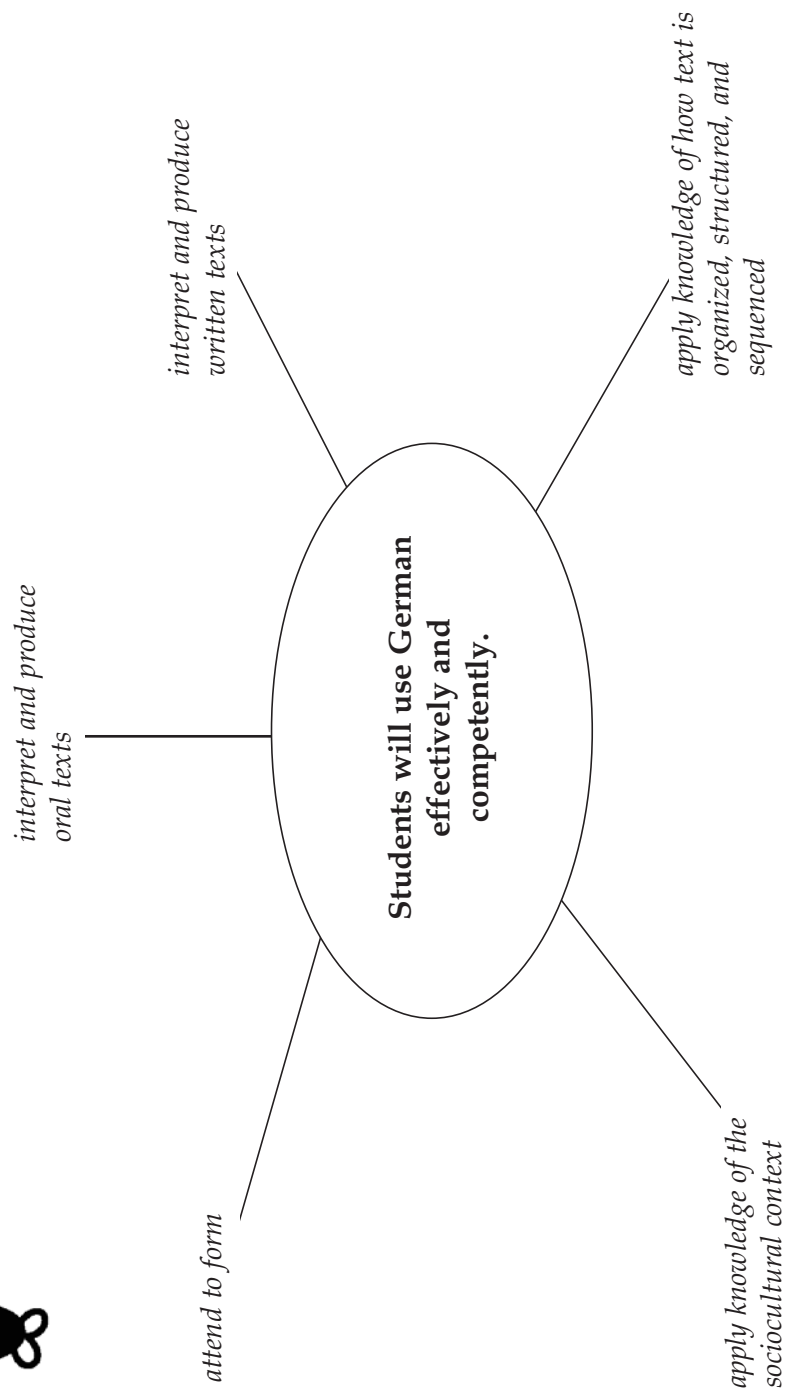 interpret and produce
oral texts
attend to form
interpret and produce
written texts
Students will use German
effectively and
competently.
apply knowledge of the
sociocultural context
apply knowledge of how text is
organized, structured, and
sequenced